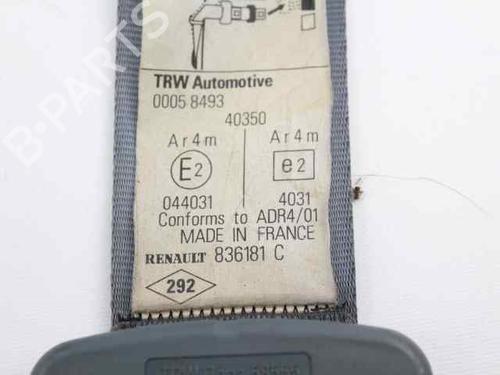 B-PARTS
TRW Automotive
0005 8493
40350
Ar4m Ar4m
E2 e2
044031 4031
Conforms to ADR4/01
MADE IN FRANCE
RENAULT 836181 C
292